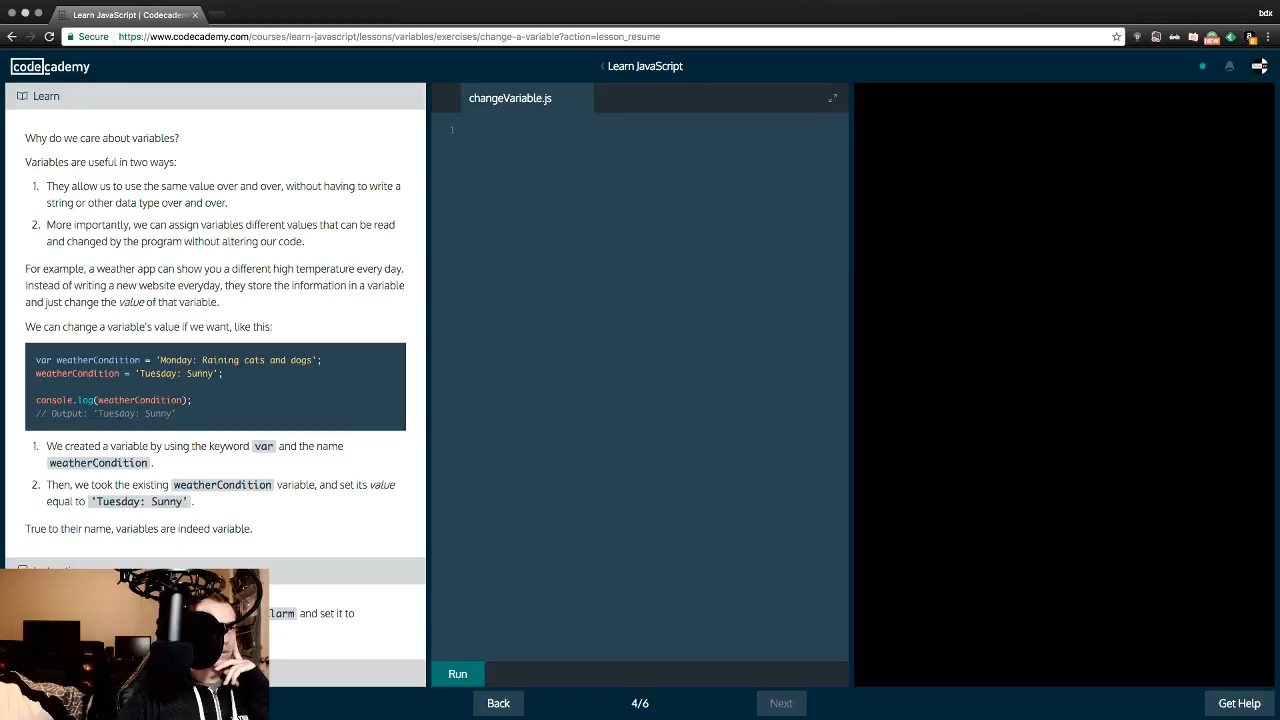 Learn JavaScript | Codecadem
bdx
Secure
https://www.codecademy.com/courses/learn-javascript/lessons/variables/exercises/change-a-variable?action=lesson_resume
codecademy
Learn JavaScript
Learn
changeVariable.js
1
Why do we care about variables?
Variables are useful in two ways:
1. They allow us to use the same value over and over, without having to write a
string or other data type over and over.
2. More importantly, we can assign variables different values that can be read
and changed by the program without altering our code.
For example, a weather app can show you a different high temperature every day.
Instead of writing a new website everyday, they store the information in a variable
and just change the value of that variable.
We can change a variable's value if we want, like this:
var weatherCondition = 'Monday: Raining cats and dogs';
weatherCondition = 'Tuesday: Sunny';
console.log(weatherCondition);
// Output: 'Tuesday: Sunny'
1. We created a variable by using the keyword var and the name
weatherCondition.
2. Then, we took the existing weatherCondition variable, and set its value
equal to 'Tuesday: Sunny'.
True to their name, variables are indeed variable.
larm and set it to
Run
Back
4/6
Next
Get Help